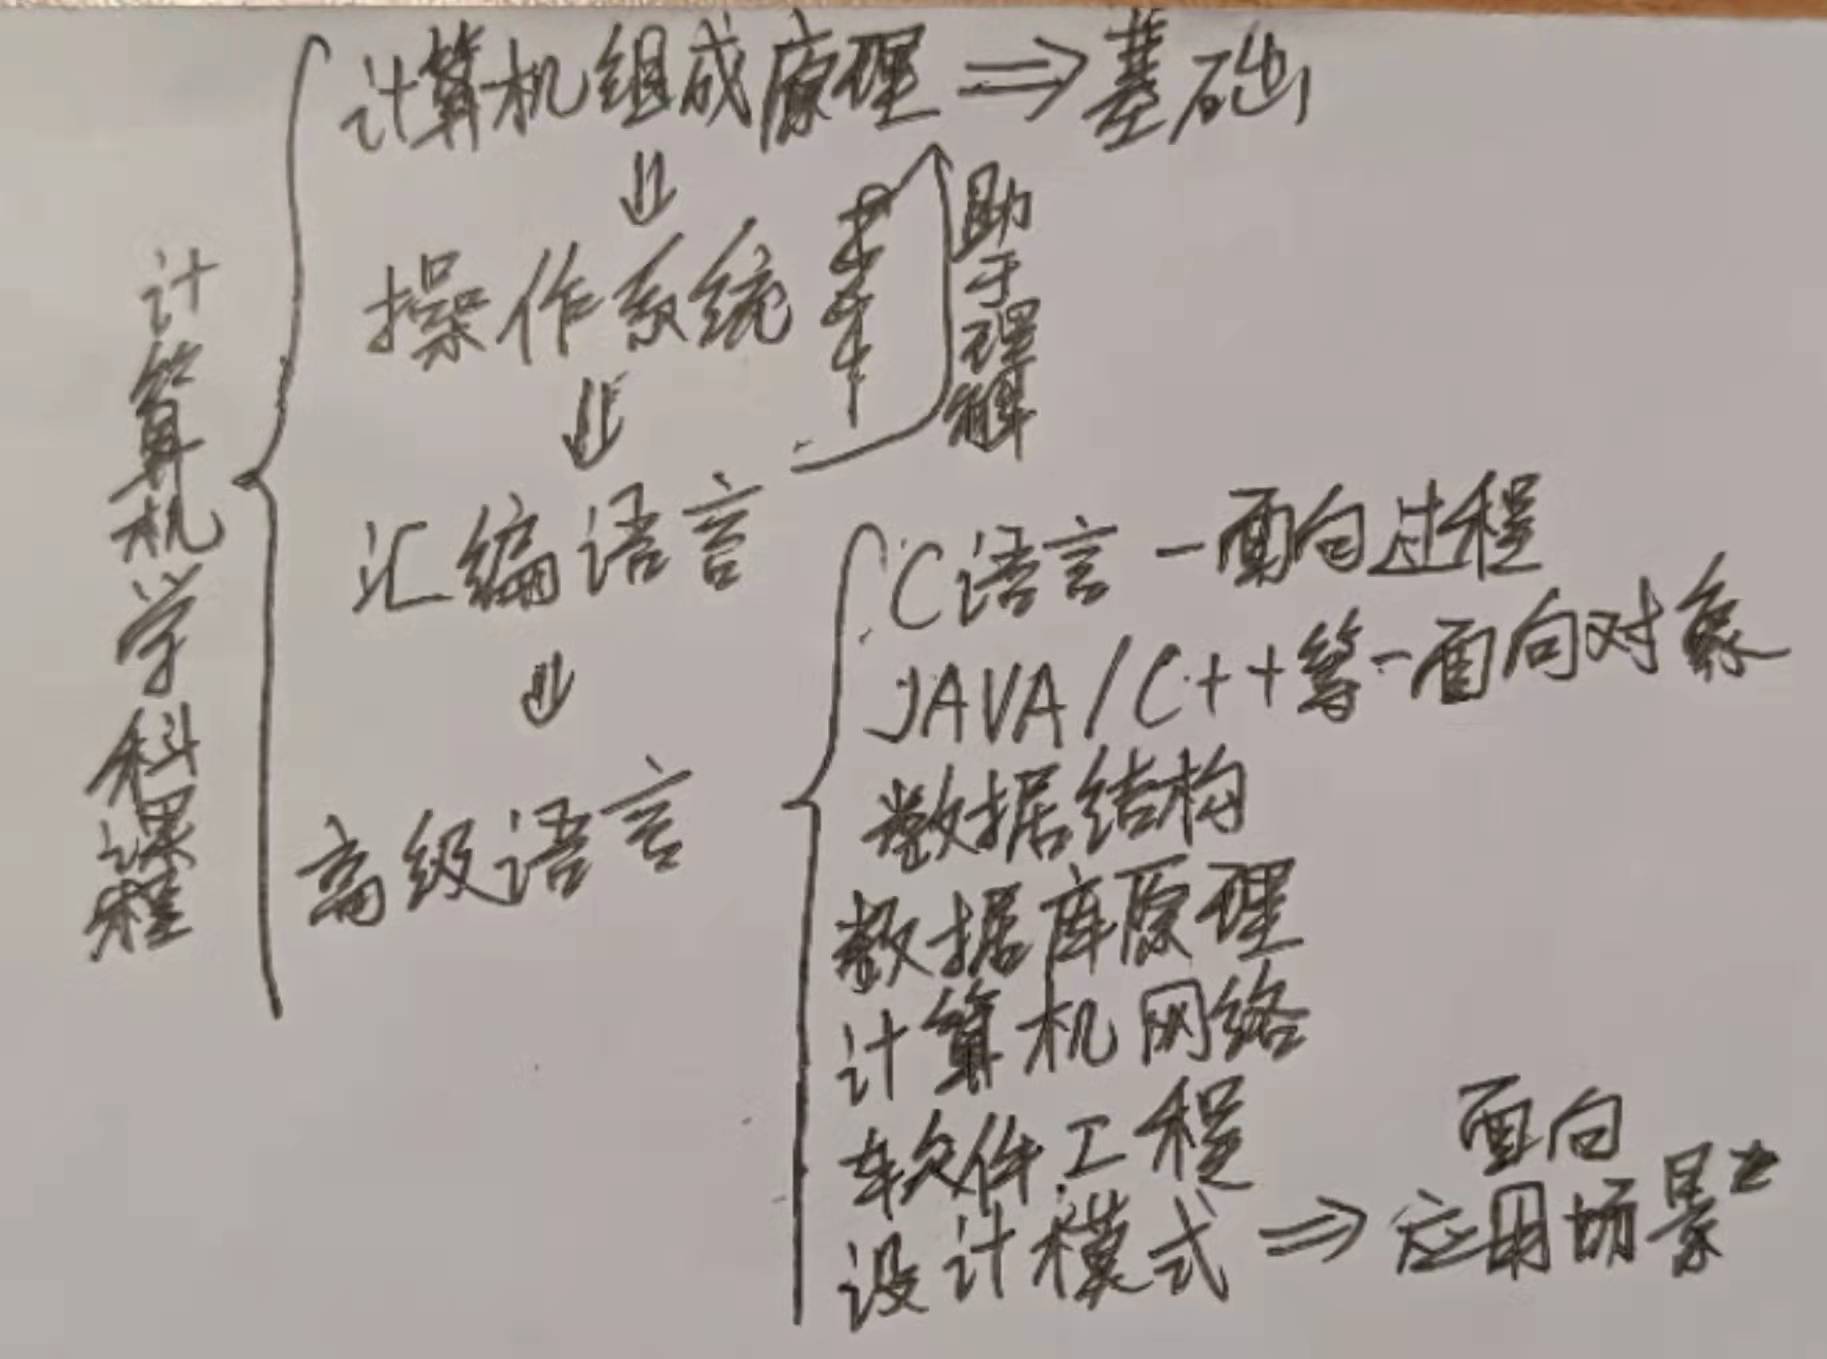 计算机学科课程
计算机组成原理 ⇒ 基础
操作系统
助于理解
汇编语言
高级语言
C语言 - 面向过程
JAVA / C++等 - 面向对象
数据结构
数据库原理
计算机网络
软件工程
设计模式 ⇒ 面向
应用场景